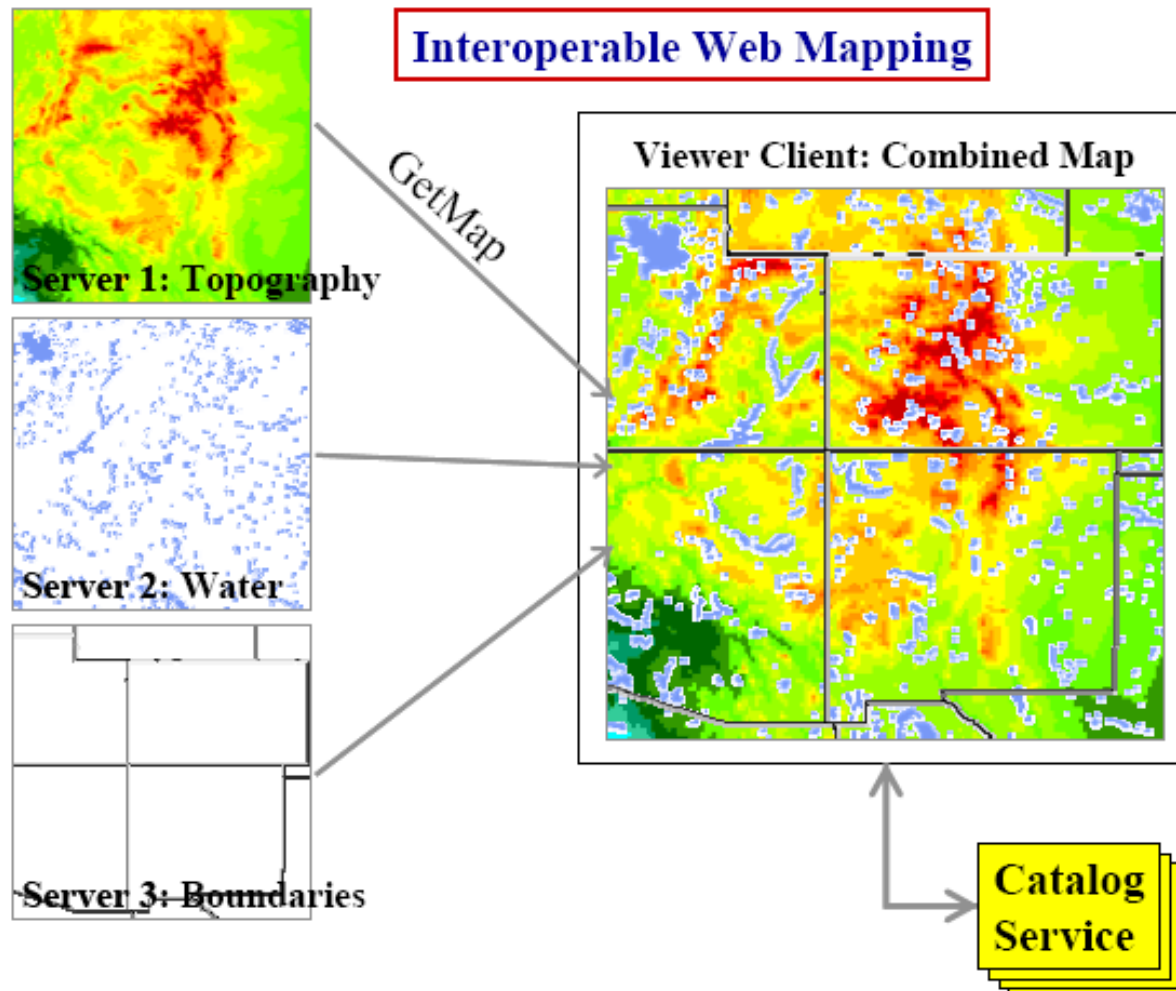 Interoperable Web Mapping
Server 1: Topography
GetMap
Viewer Client: Combined Map
Server 2: Water
Server 3: Boundaries
Catalog
Service